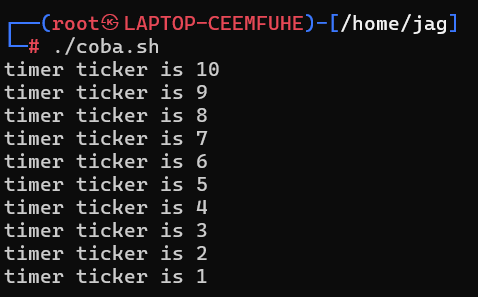 ┌──(root㉿LAPTOP-CEEMFUHE)-[/home/jag]
└─# ./coba.sh
timer ticker is 10
timer ticker is 9
timer ticker is 8
timer ticker is 7
timer ticker is 6
timer ticker is 5
timer ticker is 4
timer ticker is 3
timer ticker is 2
timer ticker is 1